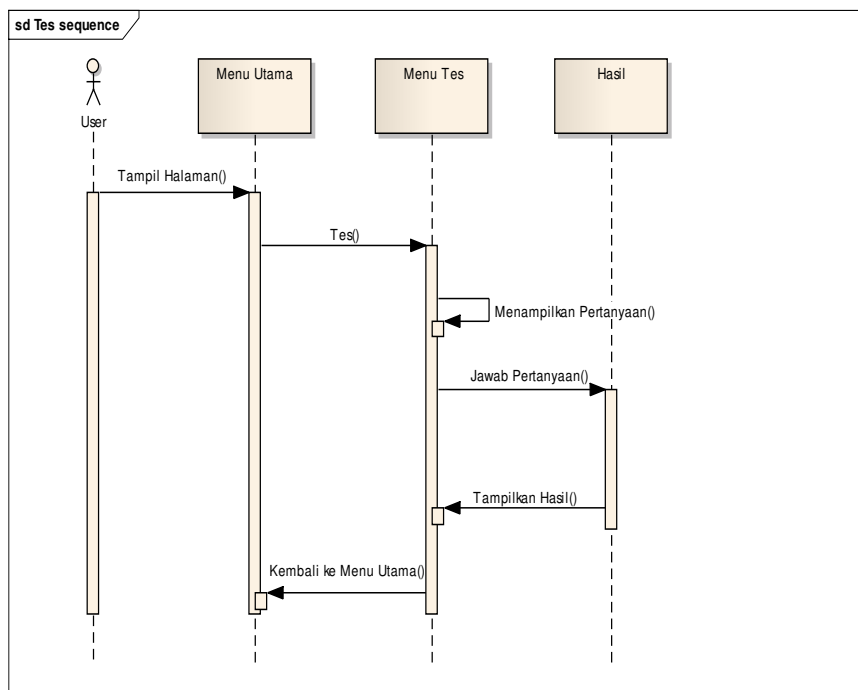 sd Tes sequence
User
Menu Utama
Menu Tes
Hasil
Tampil Halaman()
Tes()
Menampilkan Pertanyaan()
Jawab Pertanyaan()
Tampilkan Hasil()
Kembali ke Menu Utama()